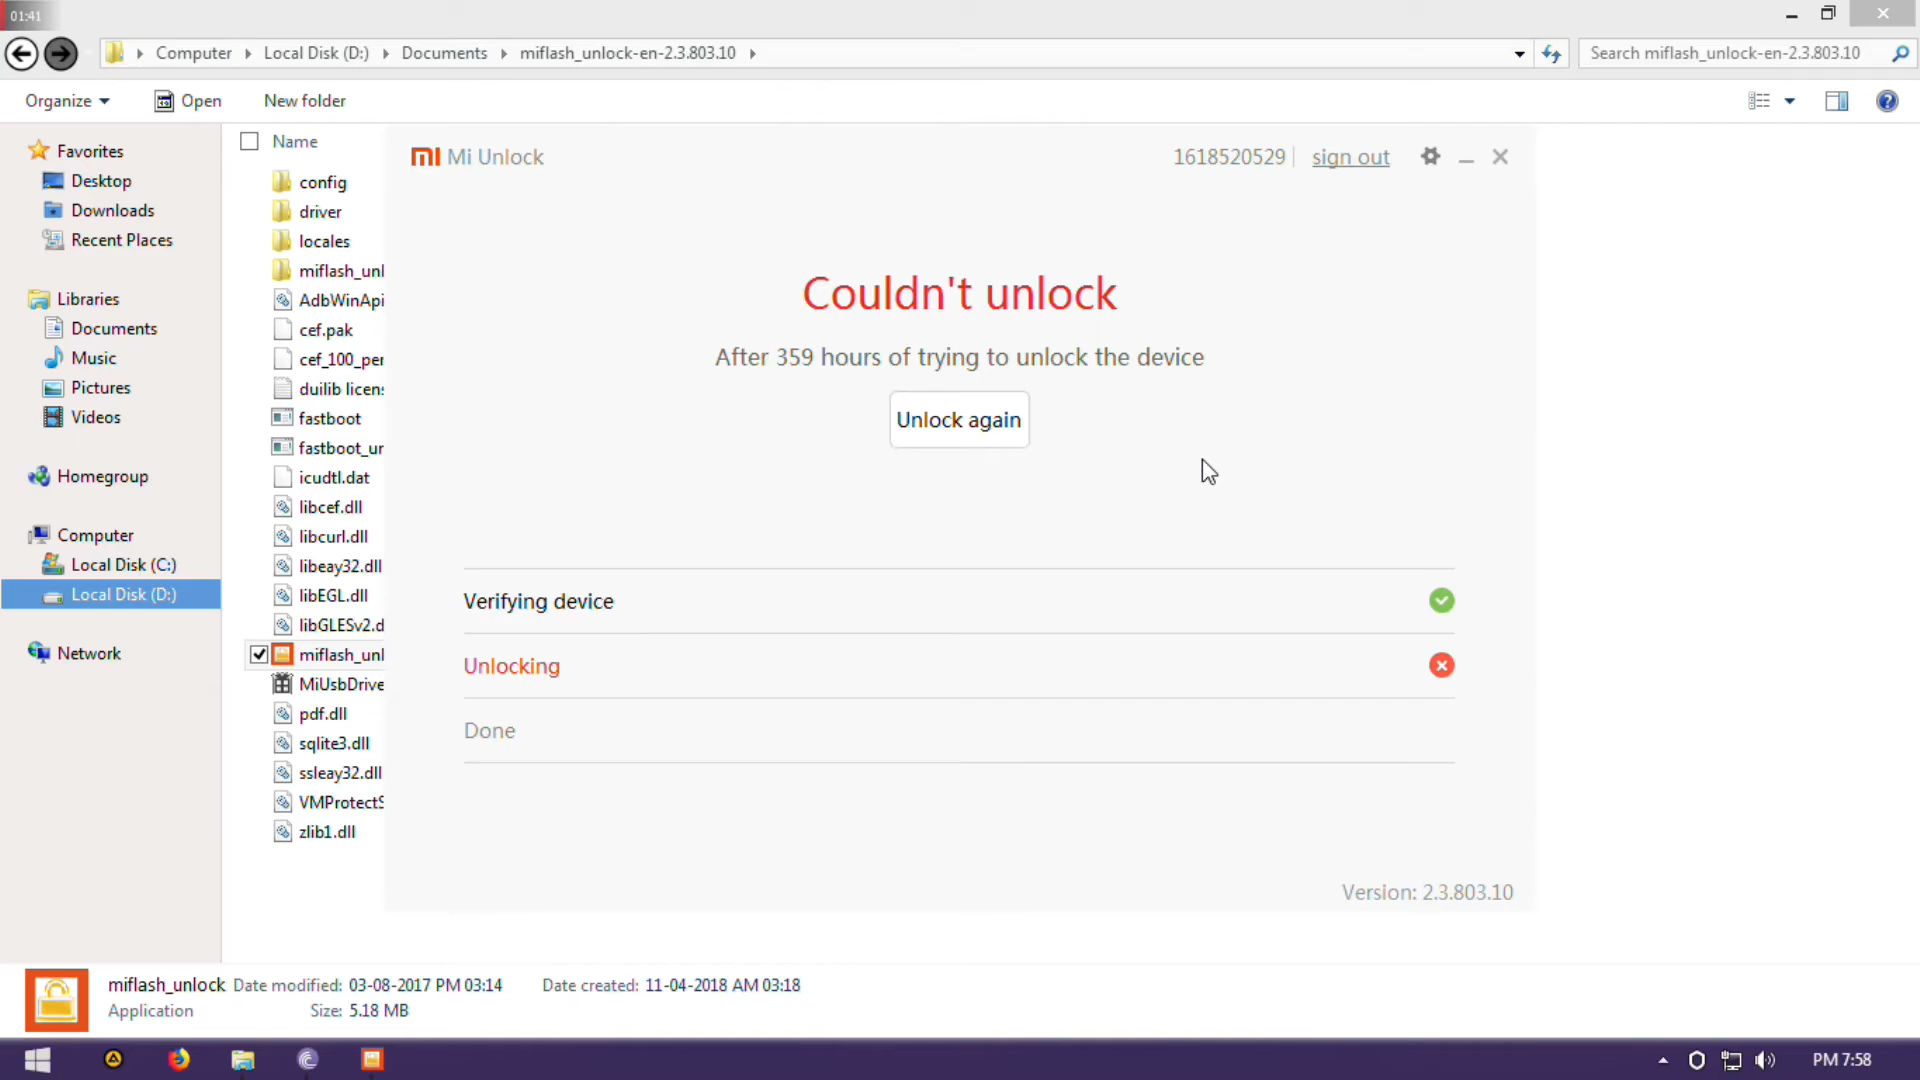 01:41
Computer Local Disk (D:) Documents miflash_unlock-en-2.3.803.10
Search miflash_unlock-en-2.3.803.10
Organize Open New folder
Favorites
Desktop
Downloads
Recent Places
Libraries
Documents
Music
Pictures
Videos
Homegroup
Computer
Local Disk (C:)
Local Disk (D:)
Network
Name
config
driver
locales
miflash_unl
AdbWinApi
cef.pak
cef_100_per
duilib licens
fastboot
fastboot_ur
icudtl.dat
libcef.dll
libcurl.dll
libeay32.dll
libEGL.dll
libGLESv2.d
miflash_unl
MiUsbDrive
pdf.dll
sqlite3.dll
ssleay32.dll
VMProtectS
zlib1.dll
Mi Unlock
1618520529 sign out
Couldn't unlock
After 359 hours of trying to unlock the device
Unlock again
Verifying device
Unlocking
Done
Version: 2.3.803.10
miflash_unlock Date modified: 03-08-2017 PM 03:14 Date created: 11-04-2018 AM 03:18
Application Size: 5.18 MB
PM 7:58